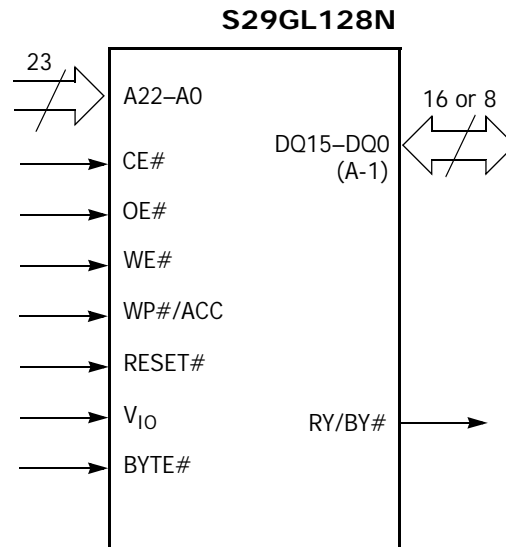 S29GL128N
23
A22–A0
16 or 8
CE#
DQ15–DQ0
(A-1)
OE#
WE#
WP#/ACC
RESET#
VIO
RY/BY#
BYTE#